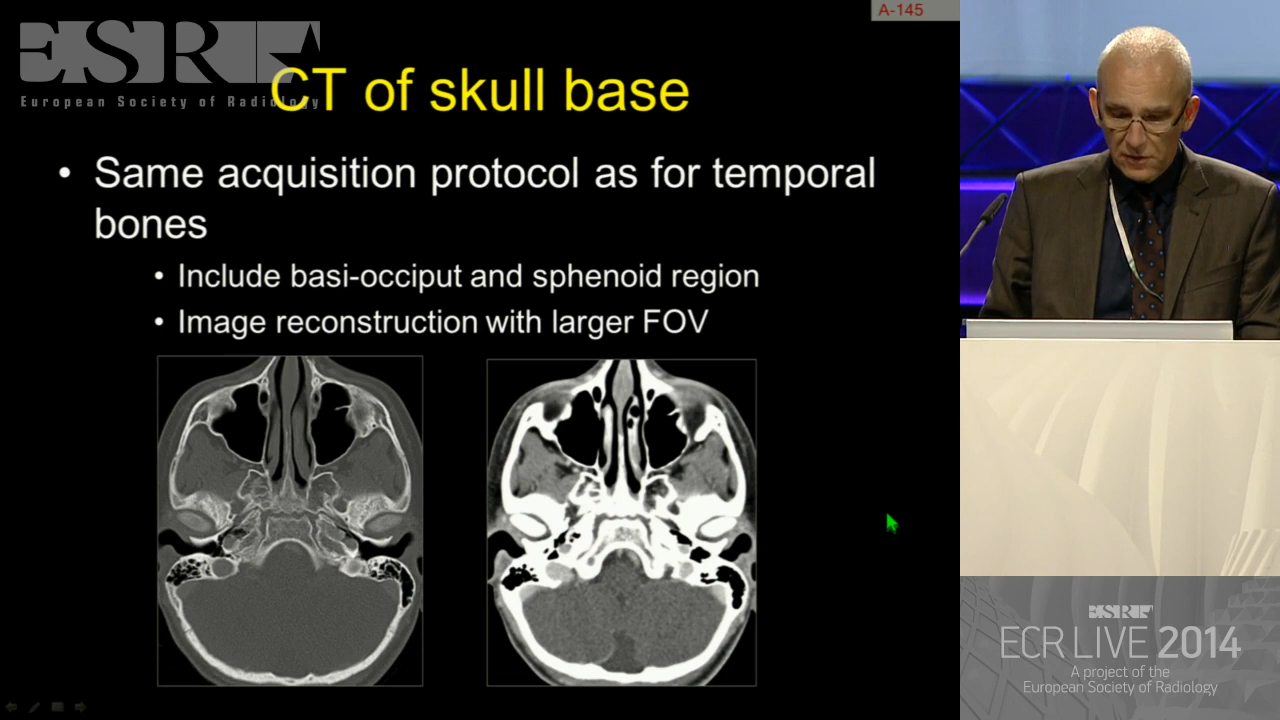 A-145
ESR
European Society of Radiology
CT of skull base
• Same acquisition protocol as for temporal
bones
• Include basi-occiput and sphenoid region
• Image reconstruction with larger FOV
ESR
ECR LIVE 2014
A project of the
European Society of Radiology